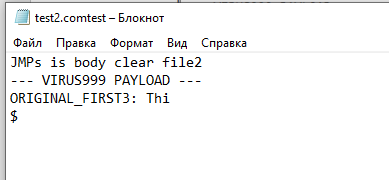 test2.comtest – Блокнот
Файл Правка Формат Вид Справка
JMPs is body clear file2
--- VIRUS999 PAYLOAD ---
ORIGINAL_FIRST3: Thi
$